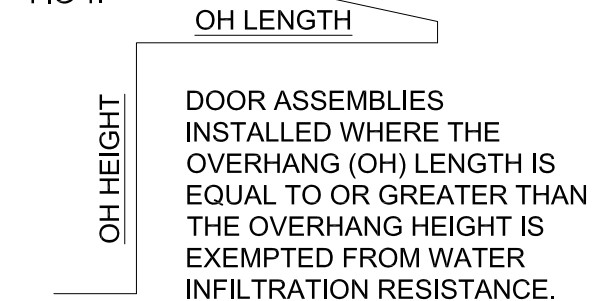 OH LENGTH
OH HEIGHT
DOOR ASSEMBLIES
INSTALLED WHERE THE
OVERHANG (OH) LENGTH IS
EQUAL TO OR GREATER THAN
THE OVERHANG HEIGHT IS
EXEMPTED FROM WATER
INFILTRATION RESISTANCE.